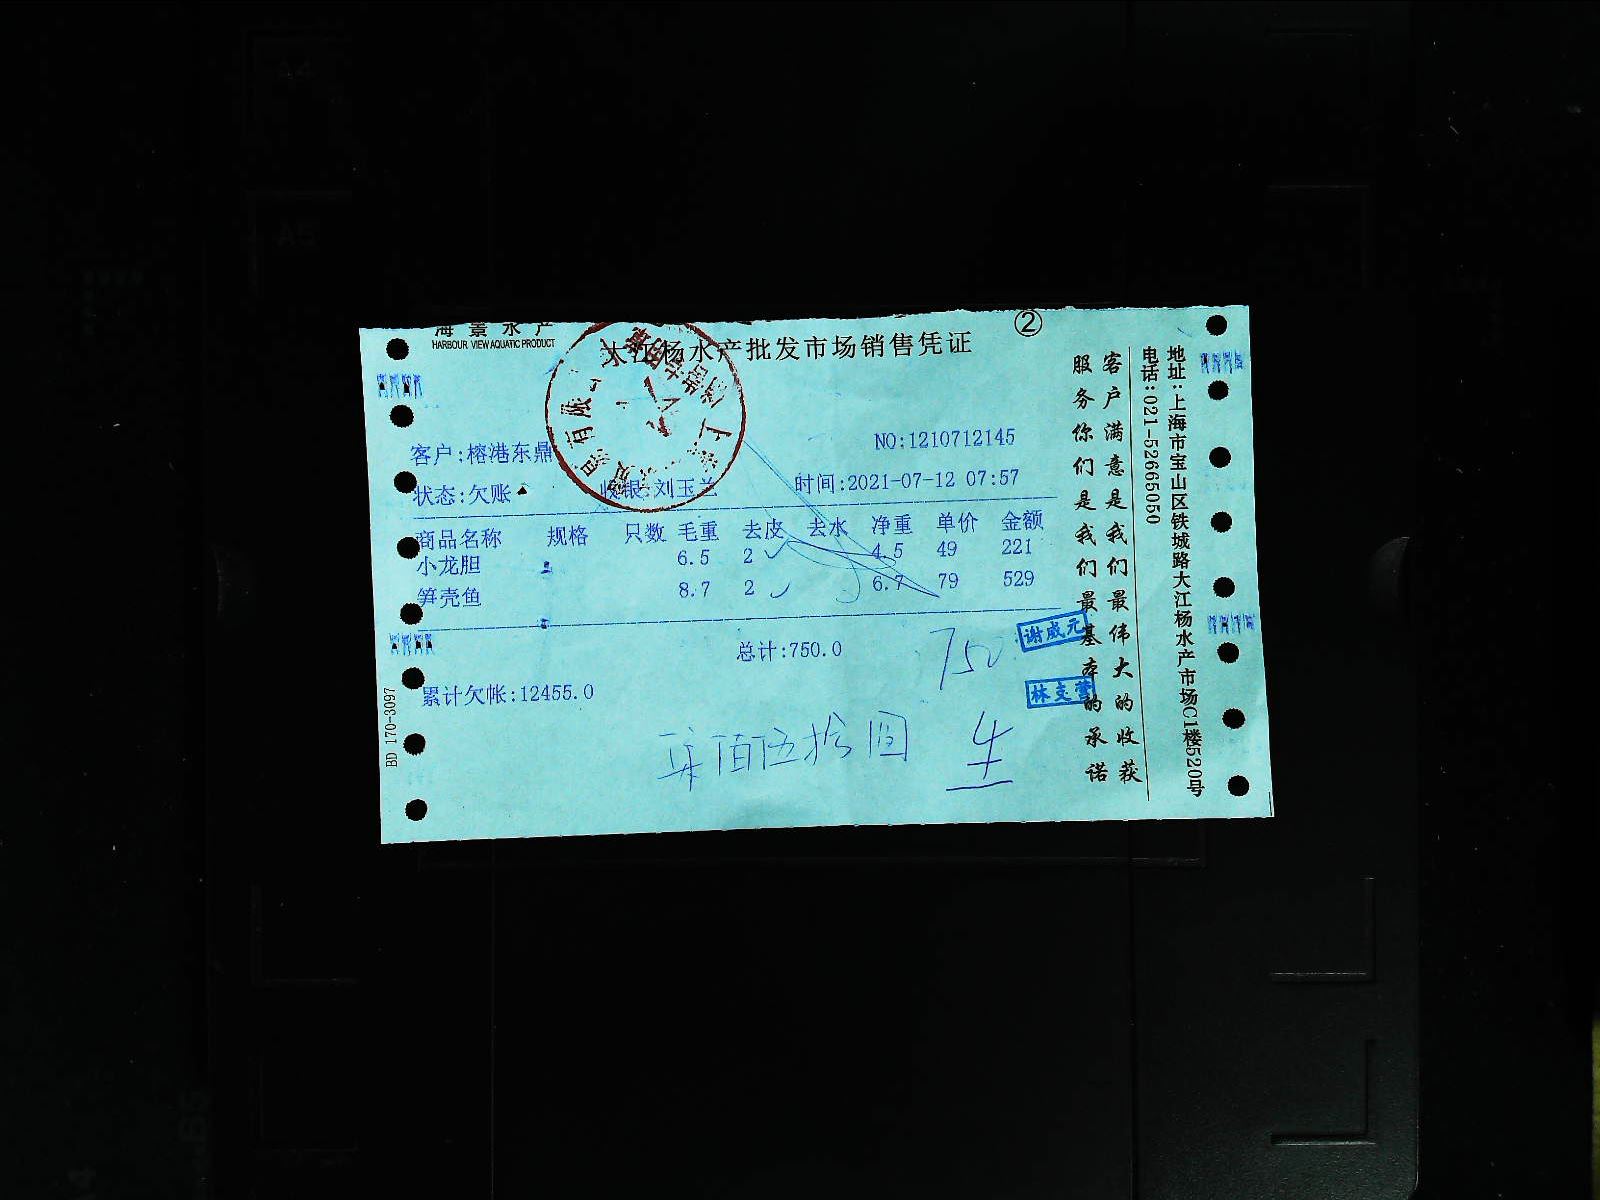 海景水产
HARBOUR VIEW AQUATIC PRODUCT
大江杨水产批发市场销售凭证
②
客户:榕港东鼎
NO:1210712145
状态:欠账
收银:刘玉兰
时间:2021-07-12 07:57
商品名称 规格 只数 毛重 去皮 去水 净重 单价 金额
小龙胆 6.5 2 4.5 49 221
笋壳鱼 8.7 2 6.7 79 529
总计:750.0
750
谢威元
累计欠帐:12455.0
林支营
柒佰伍拾圆
生
BD 170-3097
客户满意是我们最伟大的收获
服务你们是我们最基本的承诺
地址:上海市宝山区铁城路大江杨水产市场C1楼520号
电话:021-52665050